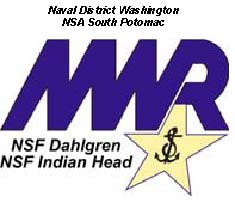 Naval District Washington
NSA South Potomac
MWR
NSF Dahlgren
NSF Indian Head